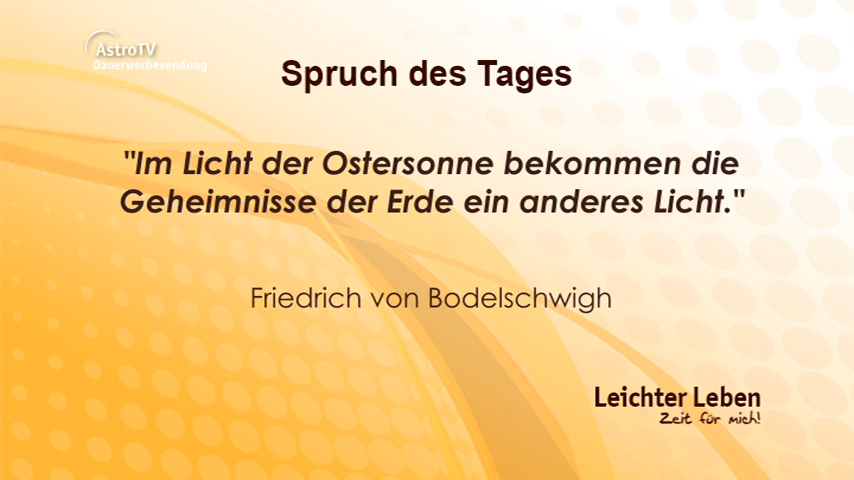 AstroTV
Dauerwerbesendung
Spruch des Tages
"Im Licht der Ostersonne bekommen die
Geheimnisse der Erde ein anderes Licht."
Friedrich von Bodelschwigh
Leichter Leben
Zeit für mich!